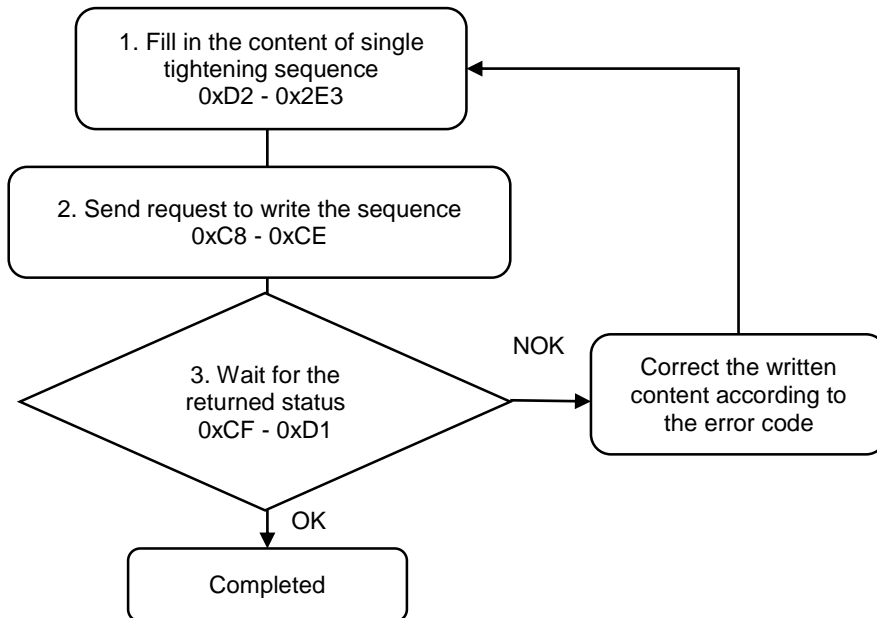 1. Fill in the content of single
tightening sequence
0xD2 - 0x2E3
2. Send request to write the sequence
0xC8 - 0xCE
3. Wait for the
returned status
0xCF - 0xD1
NOK
Correct the written
content according to
the error code
OK
Completed